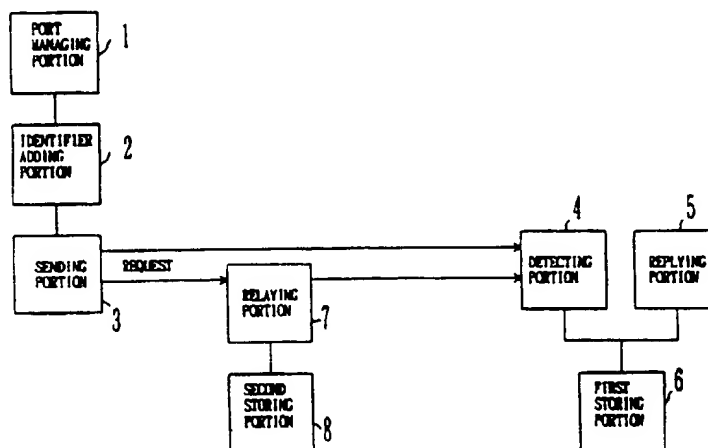 PORT
MANAGING
PORTION
1
IDENTIFIER
ADDING
PORTION
2
SENDING
PORTION
3
REQUEST
RELAYING
PORTION
7
SECOND
STORING
PORTION
8
DETECTING
PORTION
4
REPLYING
PORTION
5
FIRST
STORING
PORTION
6